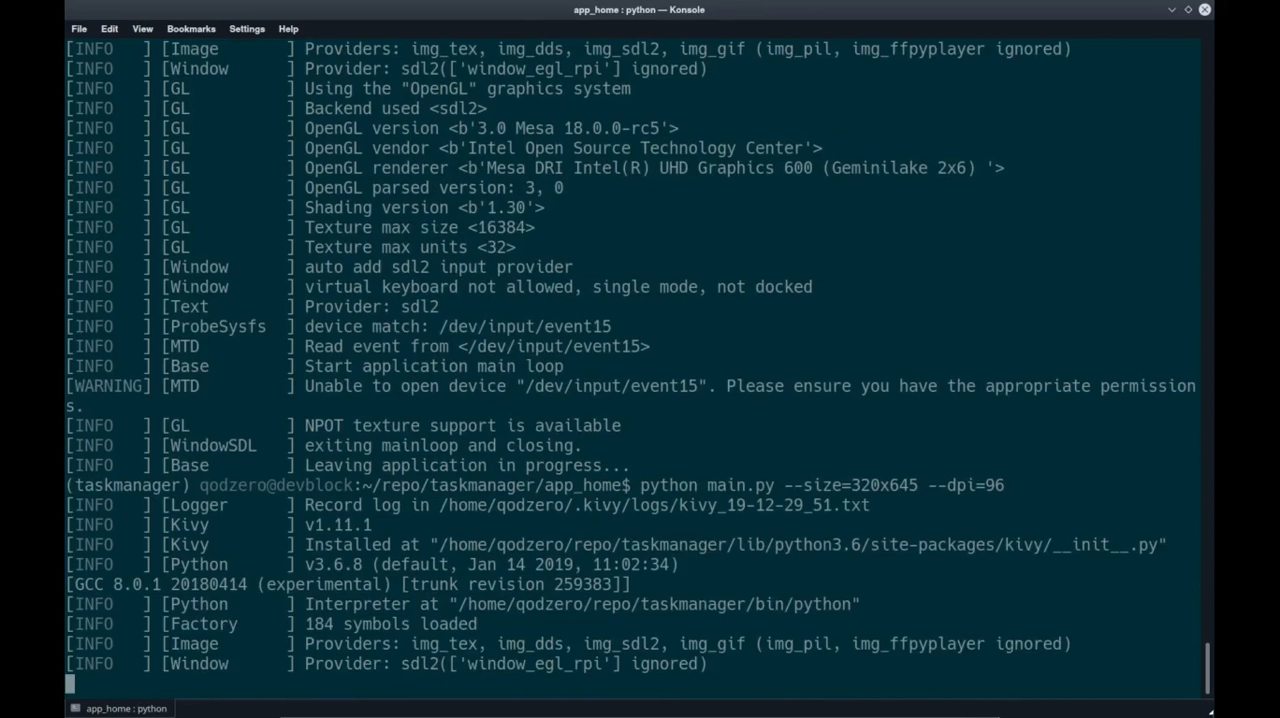 app_home : python — Konsole
File Edit View Bookmarks Settings Help
[INFO   ] [Image       ] Providers: img_tex, img_dds, img_sdl2, img_gif (img_pil, img_ffpyplayer ignored)
[INFO   ] [Window      ] Provider: sdl2(['window_egl_rpi'] ignored)
[INFO   ] [GL          ] Using the "OpenGL" graphics system
[INFO   ] [GL          ] Backend used <sdl2>
[INFO   ] [GL          ] OpenGL version <b'3.0 Mesa 18.0.0-rc5'>
[INFO   ] [GL          ] OpenGL vendor <b'Intel Open Source Technology Center'>
[INFO   ] [GL          ] OpenGL renderer <b'Mesa DRI Intel(R) UHD Graphics 600 (Geminilake 2x6) '>
[INFO   ] [GL          ] OpenGL parsed version: 3, 0
[INFO   ] [GL          ] Shading version <b'1.30'>
[INFO   ] [GL          ] Texture max size <16384>
[INFO   ] [GL          ] Texture max units <32>
[INFO   ] [Window      ] auto add sdl2 input provider
[INFO   ] [Window      ] virtual keyboard not allowed, single mode, not docked
[INFO   ] [Text        ] Provider: sdl2
[INFO   ] [ProbeSysfs  ] device match: /dev/input/event15
[INFO   ] [MTD         ] Read event from </dev/input/event15>
[INFO   ] [Base        ] Start application main loop
[WARNING] [MTD         ] Unable to open device "/dev/input/event15". Please ensure you have the appropriate permission
s.
[INFO   ] [GL          ] NPOT texture support is available
[INFO   ] [WindowSDL   ] exiting mainloop and closing.
[INFO   ] [Base        ] Leaving application in progress...
(taskmanager) qodzero@devblock:~/repo/taskmanager/app_home$ python main.py --size=320x645 --dpi=96
[INFO   ] [Logger      ] Record log in /home/qodzero/.kivy/logs/kivy_19-12-29_51.txt
[INFO   ] [Kivy        ] v1.11.1
[INFO   ] [Kivy        ] Installed at "/home/qodzero/repo/taskmanager/lib/python3.6/site-packages/kivy/__init__.py"
[INFO   ] [Python      ] v3.6.8 (default, Jan 14 2019, 11:02:34)
[GCC 8.0.1 20180414 (experimental) [trunk revision 259383]]
[INFO   ] [Python      ] Interpreter at "/home/qodzero/repo/taskmanager/bin/python"
[INFO   ] [Factory     ] 184 symbols loaded
[INFO   ] [Image       ] Providers: img_tex, img_dds, img_sdl2, img_gif (img_pil, img_ffpyplayer ignored)
[INFO   ] [Window      ] Provider: sdl2(['window_egl_rpi'] ignored)
app_home : python